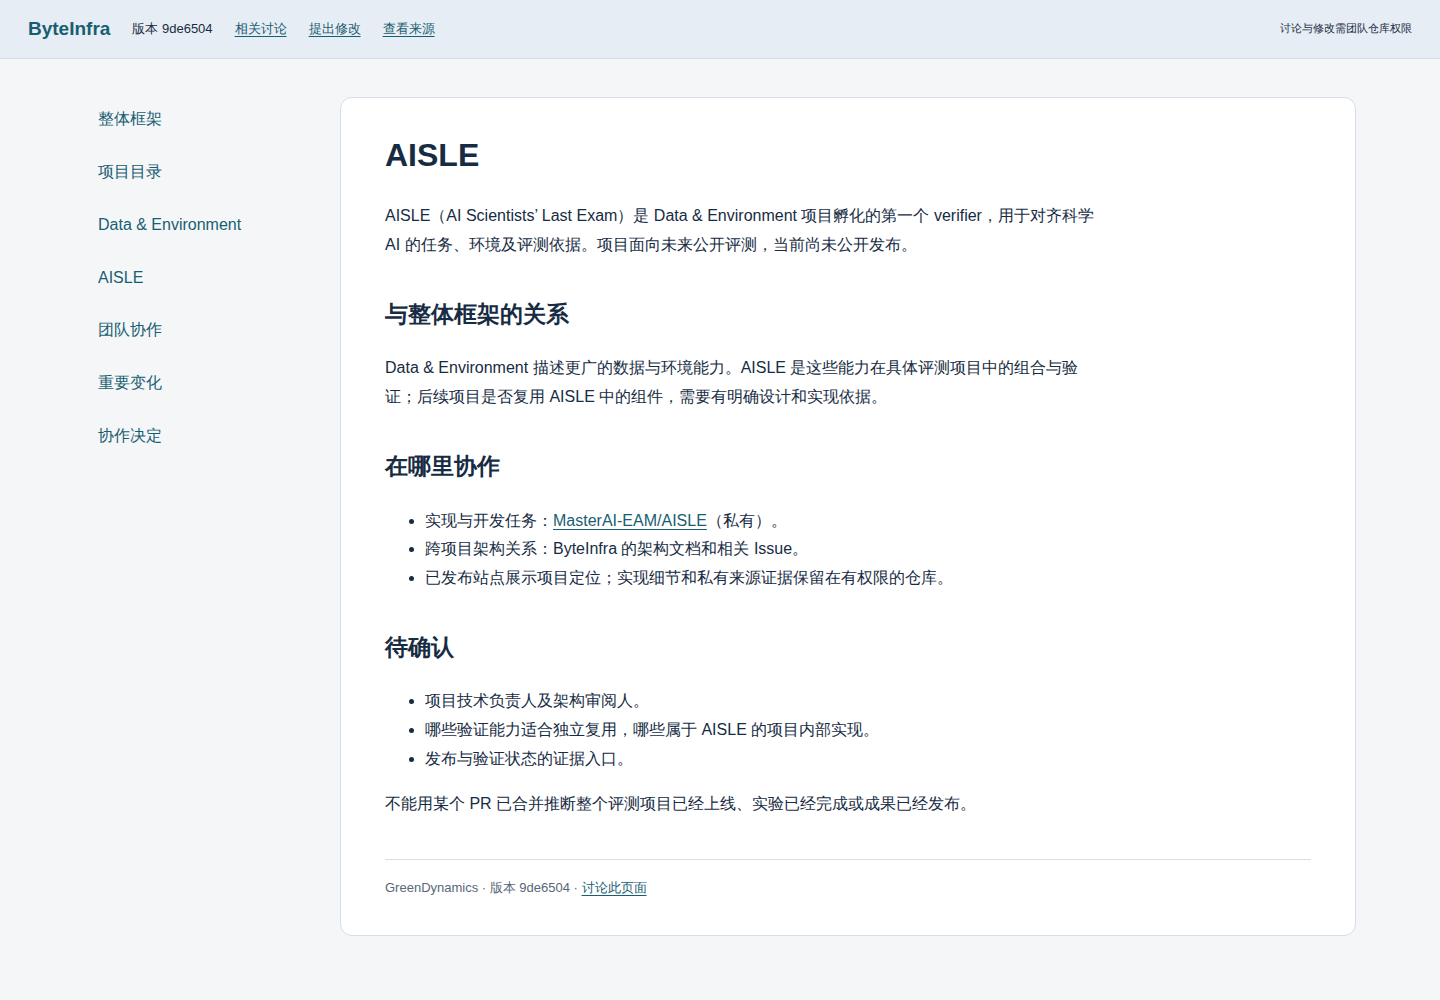 ByteInfra 版本 9de6504 相关讨论 提出修改 查看来源 讨论与修改需团队仓库权限
整体框架
项目目录
Data & Environment
AISLE
团队协作
重要变化
协作决定
AISLE
AISLE（AI Scientists’ Last Exam）是 Data & Environment 项目孵化的第一个 verifier，用于对齐科学
AI 的任务、环境及评测依据。项目面向未来公开评测，当前尚未公开发布。
与整体框架的关系
Data & Environment 描述更广的数据与环境能力。AISLE 是这些能力在具体评测项目中的组合与验
证；后续项目是否复用 AISLE 中的组件，需要有明确设计和实现依据。
在哪里协作
• 实现与开发任务：MasterAI-EAM/AISLE（私有）。
• 跨项目架构关系：ByteInfra 的架构文档和相关 Issue。
• 已发布站点展示项目定位；实现细节和私有来源证据保留在有权限的仓库。
待确认
• 项目技术负责人及架构审阅人。
• 哪些验证能力适合独立复用，哪些属于 AISLE 的项目内部实现。
• 发布与验证状态的证据入口。
不能用某个 PR 已合并推断整个评测项目已经上线、实验已经完成或成果已经发布。
GreenDynamics · 版本 9de6504 · 讨论此页面